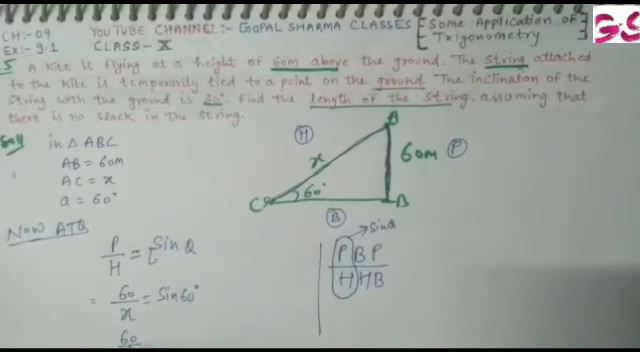 CH:-09 YOUTUBE CHANNEL:- GOPAL SHARMA CLASSES [Some Application OF]
EX:-9.1 CLASS-X [Trigonometry]
GS
5 A Kite is flying at a height of 60m above the ground. The String attached
to the Kite is temporarily tied to a point on the ground. The inclination of the
String with the ground is 60°. Find the length of the String. assuming that
there is no slack in the string.
Solⁿ in △ ABC
AB = 60m
AC = x
Q = 60°
NOW ATQ
P/H = Sin Q
= 60/x = Sin60°
60
A
H
x
60m P
60°
C
B
B
SinQ
P B P
H H B